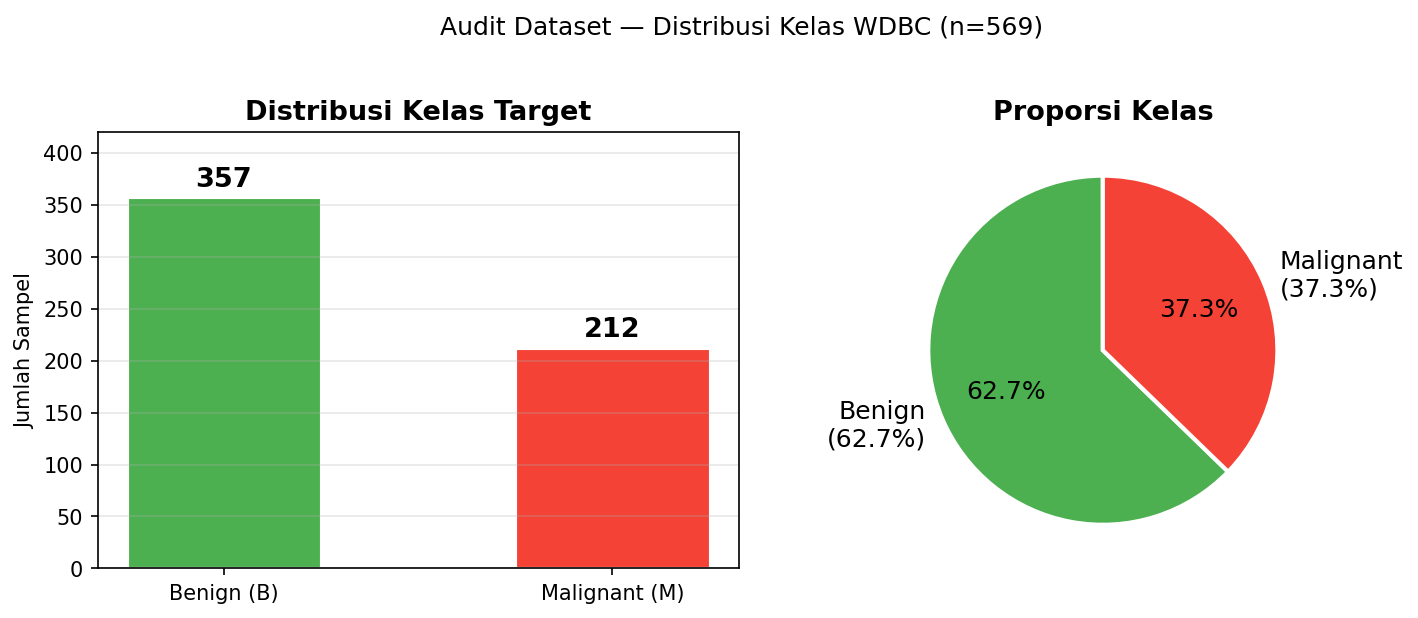 Audit Dataset — Distribusi Kelas WDBC (n=569)
Distribusi Kelas Target
Jumlah Sampel
400
350
300
250
200
150
100
50
0
357
212
Benign (B)
Malignant (M)
Proporsi Kelas
Malignant
(37.3%)
37.3%
62.7%
Benign
(62.7%)